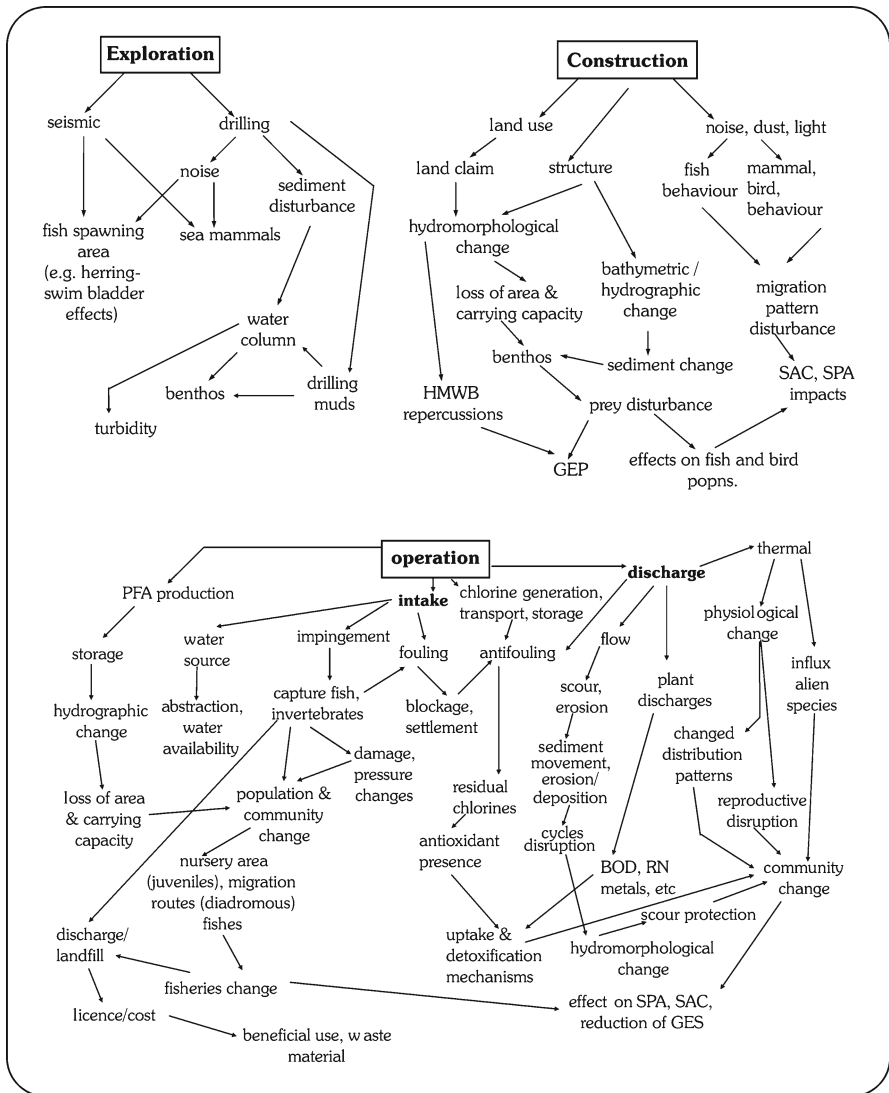 Exploration
seismic
drilling
noise
sediment
disturbance
fish spawning
area
(e.g. herring-
swim bladder
effects)
sea mammals
water
column
benthos
drilling
muds
turbidity
Construction
land use
noise, dust, light
land claim
structure
fish
behaviour
mammal,
bird,
behaviour
hydromorphological
change
bathymetric /
hydrographic
change
loss of area &
carrying capacity
migration
pattern
disturbance
benthos
sediment change
HMWB
repercussions
prey disturbance
SAC, SPA
impacts
GEP
effects on fish and bird
popns.
operation
PFA production
intake
chlorine generation,
transport, storage
discharge
thermal
storage
water
source
impingement
fouling
antifouling
flow
physiological
change
hydrographic
change
abstraction,
water
availability
capture fish,
invertebrates
blockage,
settlement
scour,
erosion
plant
discharges
influx
alien
species
damage,
pressure
changes
sediment
movement,
erosion/
deposition
changed
distribution
patterns
loss of area
& carrying
capacity
population &
community
change
residual
chlorines
reproductive
disruption
antioxidant
presence
cycles
disruption
nursery area
(juveniles), migration
routes (diadromous)
fishes
BOD, RN
metals, etc
community
change
scour protection
discharge/
landfill
uptake &
detoxification
mechanisms
hydromorphological
change
fisheries change
licence/cost
effect on SPA, SAC,
reduction of GES
beneficial use, waste
material